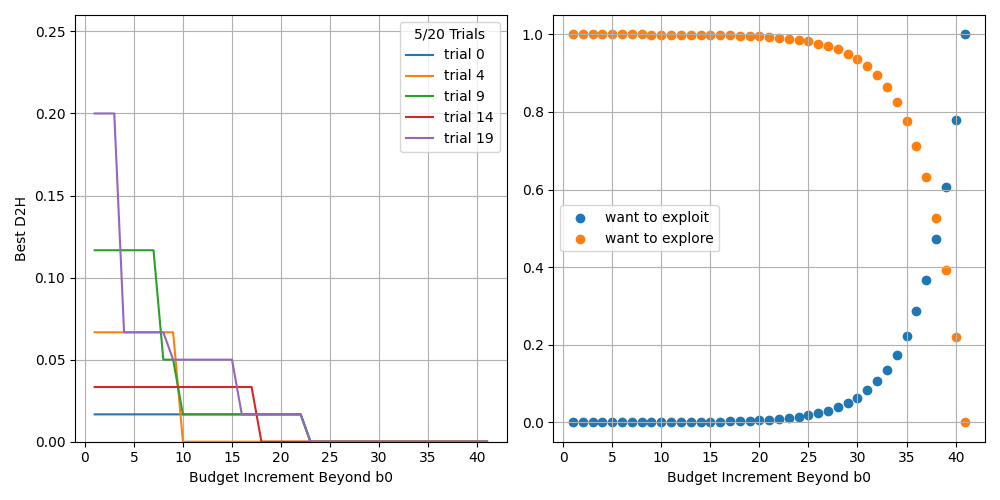 5/20 Trials
trial 0
trial 4
trial 9
trial 14
trial 19
0.25
0.20
0.15
0.10
0.05
0.00
Best D2H
0 5 10 15 20 25 30 35 40
Budget Increment Beyond b0
want to exploit
want to explore
1.0
0.8
0.6
0.4
0.2
0.0
0 5 10 15 20 25 30 35 40
Budget Increment Beyond b0